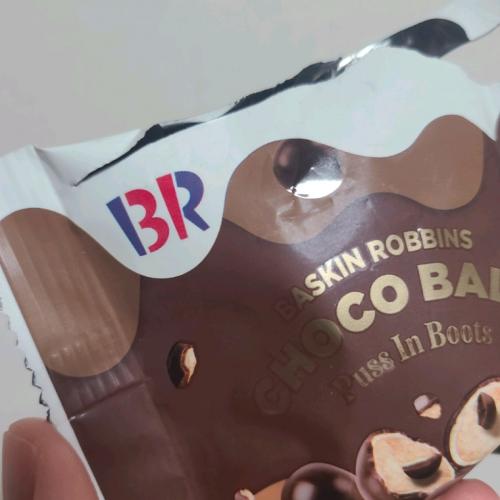 BR
BASKIN ROBBINS
CHOCO BAL
Puss In Boots